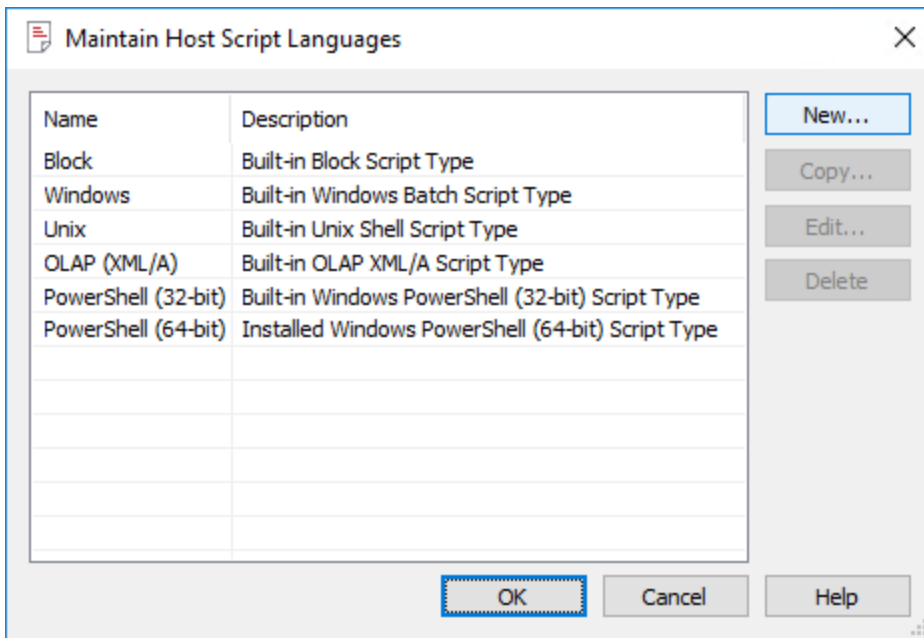 Maintain Host Script Languages
Name Description
Block Built-in Block Script Type
Windows Built-in Windows Batch Script Type
Unix Built-in Unix Shell Script Type
OLAP (XML/A) Built-in OLAP XML/A Script Type
PowerShell (32-bit) Built-in Windows PowerShell (32-bit) Script Type
PowerShell (64-bit) Installed Windows PowerShell (64-bit) Script Type
New...
Copy...
Edit...
Delete
OK Cancel Help